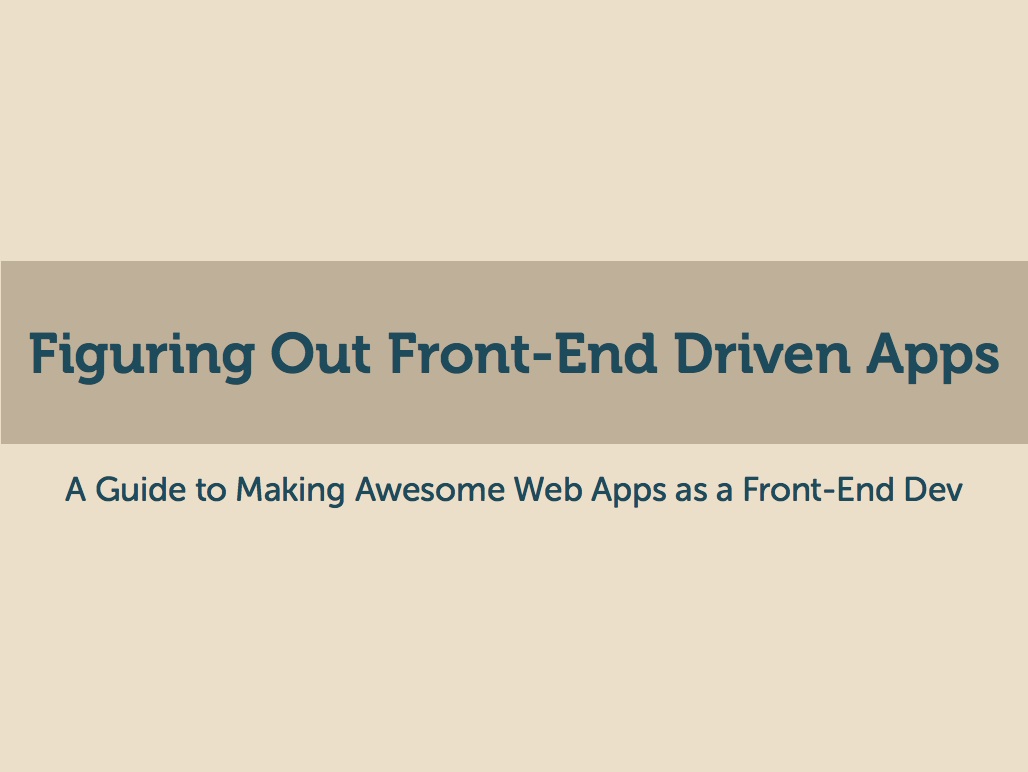 Figuring Out Front-End Driven Apps
A Guide to Making Awesome Web Apps as a Front-End Dev